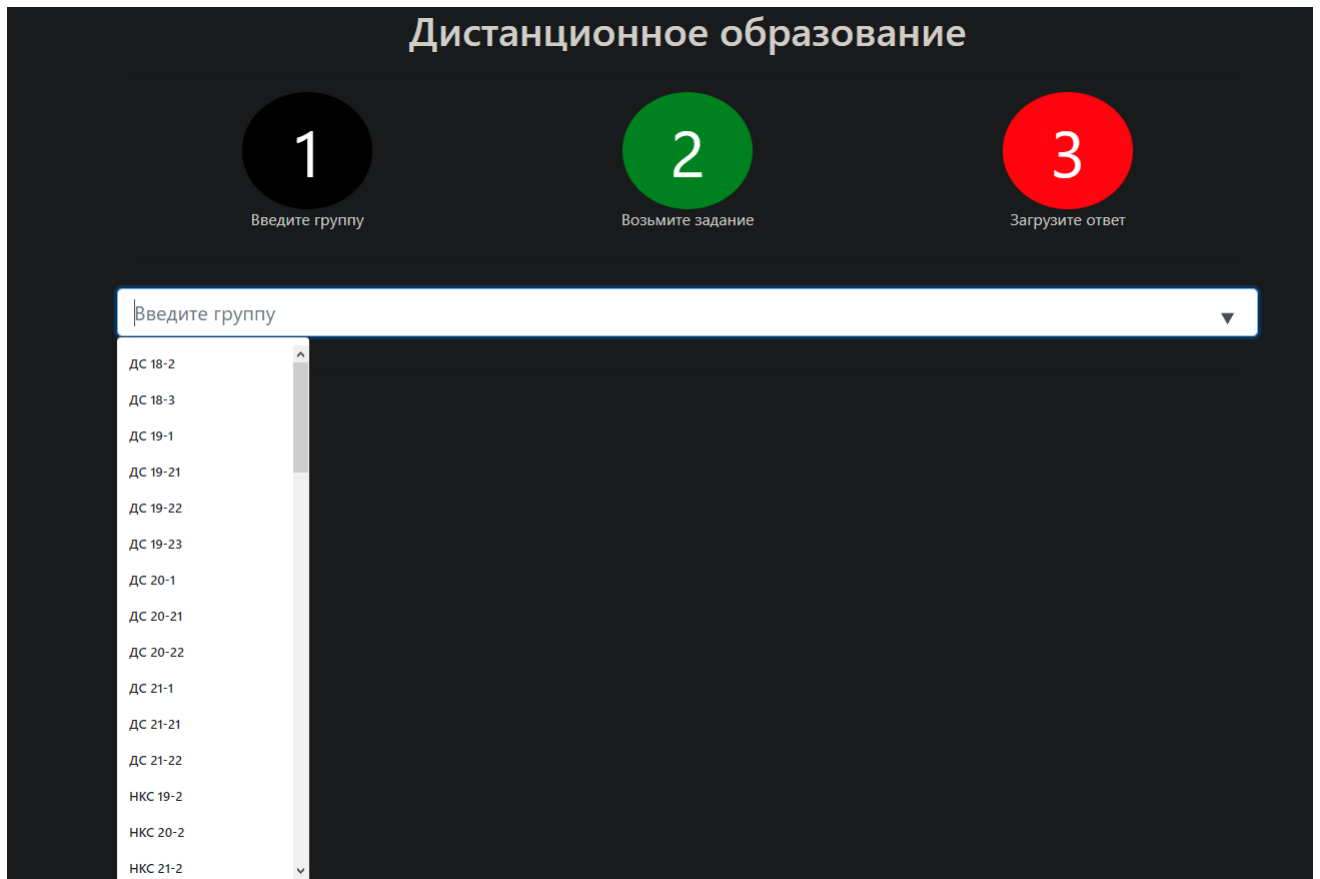 Дистанционное образование
1 2 3
Введите группу Возьмите задание Загрузите ответ
Введите группу
ДС 18-2
ДС 18-3
ДС 19-1
ДС 19-21
ДС 19-22
ДС 19-23
ДС 20-1
ДС 20-21
ДС 20-22
ДС 21-1
ДС 21-21
ДС 21-22
НКС 19-2
НКС 20-2
НКС 21-2